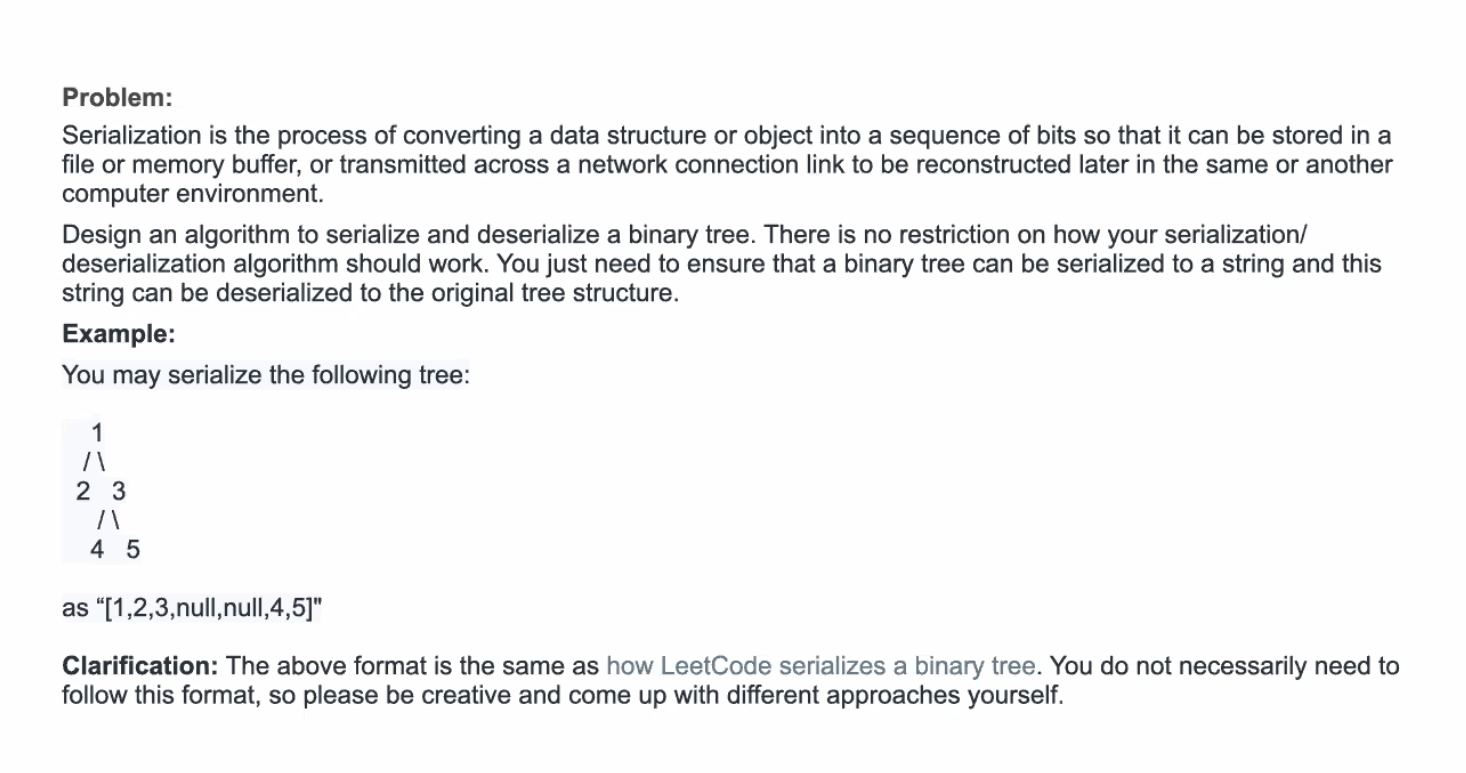 Problem:
Serialization is the process of converting a data structure or object into a sequence of bits so that it can be stored in a
file or memory buffer, or transmitted across a network connection link to be reconstructed later in the same or another
computer environment.
Design an algorithm to serialize and deserialize a binary tree. There is no restriction on how your serialization/
deserialization algorithm should work. You just need to ensure that a binary tree can be serialized to a string and this
string can be deserialized to the original tree structure.
Example:
You may serialize the following tree:
1
/ \
2 3
/ \
4 5
as “[1,2,3,null,null,4,5]"
Clarification: The above format is the same as how LeetCode serializes a binary tree. You do not necessarily need to
follow this format, so please be creative and come up with different approaches yourself.